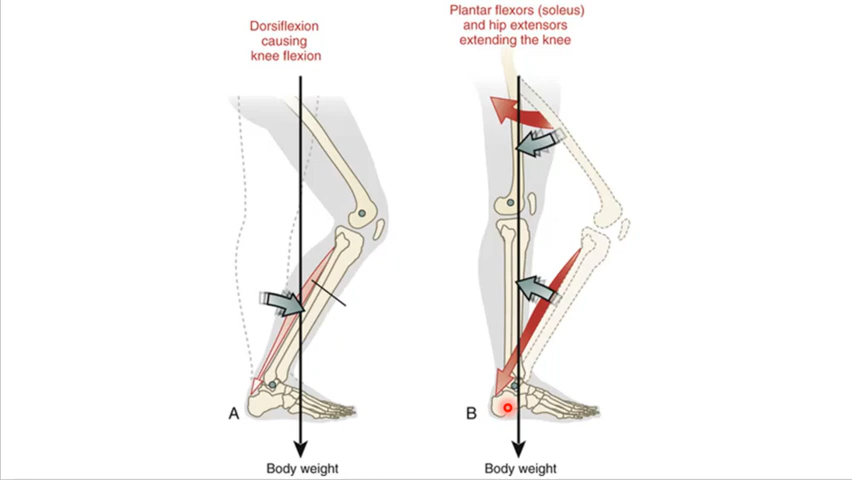 Dorsiflexion
causing
knee flexion
Plantar flexors (soleus)
and hip extensors
extending the knee
A
B
Body weight
Body weight